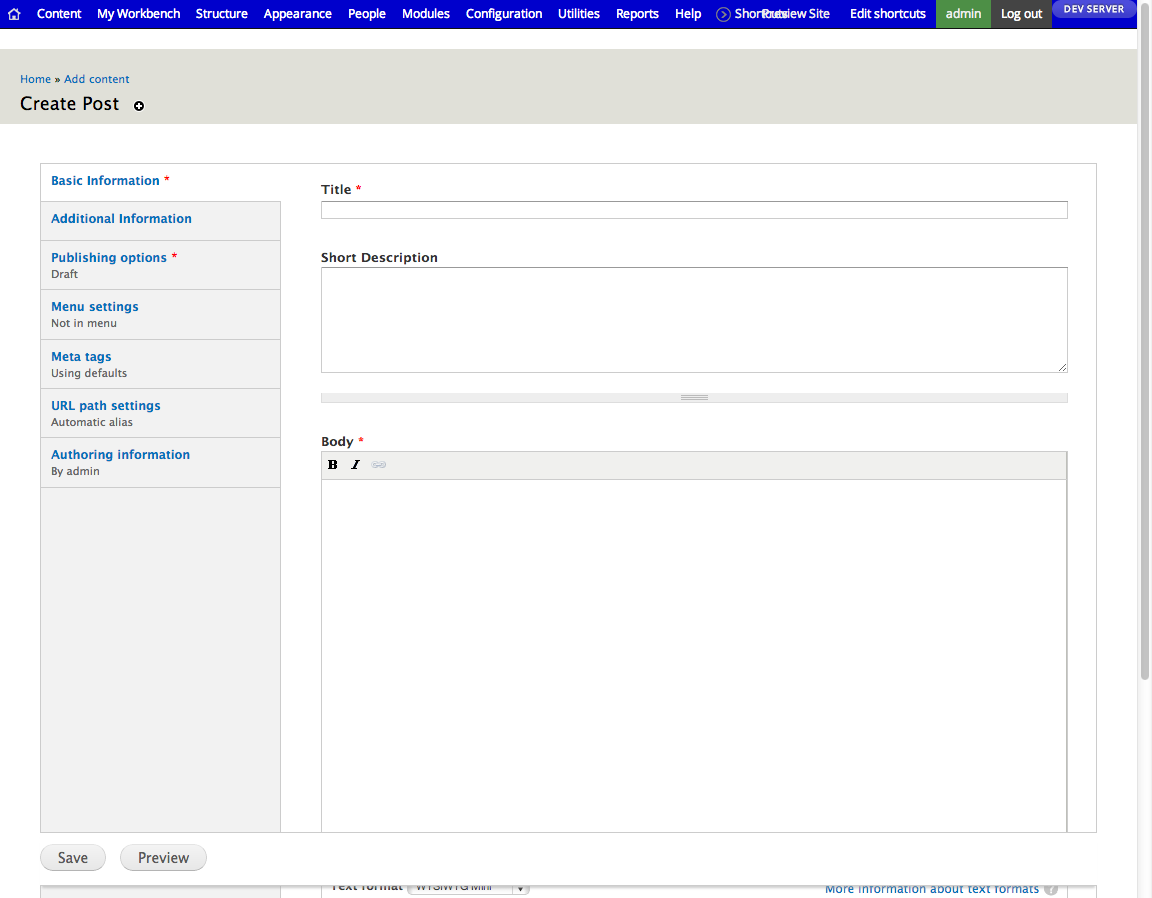 Content My Workbench Structure Appearance People Modules Configuration Utilities Reports Help Shortcuts Preview Site Edit shortcuts admin Log out DEV SERVER
Home » Add content
Create Post
Basic Information *
Additional Information
Publishing options *
Draft
Menu settings
Not in menu
Meta tags
Using defaults
URL path settings
Automatic alias
Authoring information
By admin
Title *
Short Description
Body *
B I
Save Preview
Text format WYSIWYG Mini More information about text formats ?